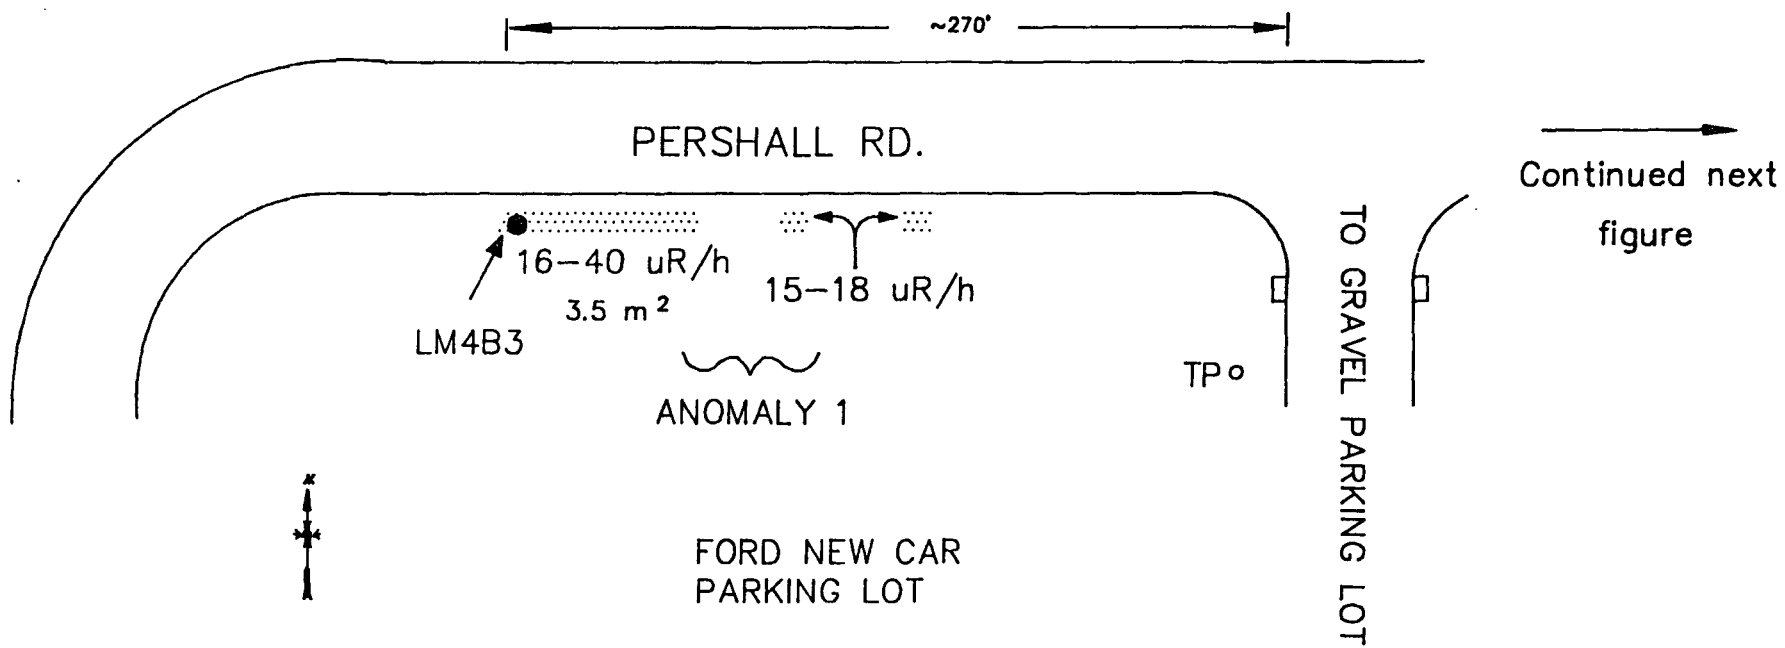 ~270'
PERSHALL RD.
Continued next
figure
16-40 uR/h
3.5 m²
15-18 uR/h
LM4B3
ANOMALY 1
TP
TO GRAVEL PARKING LOT
FORD NEW CAR
PARKING LOT